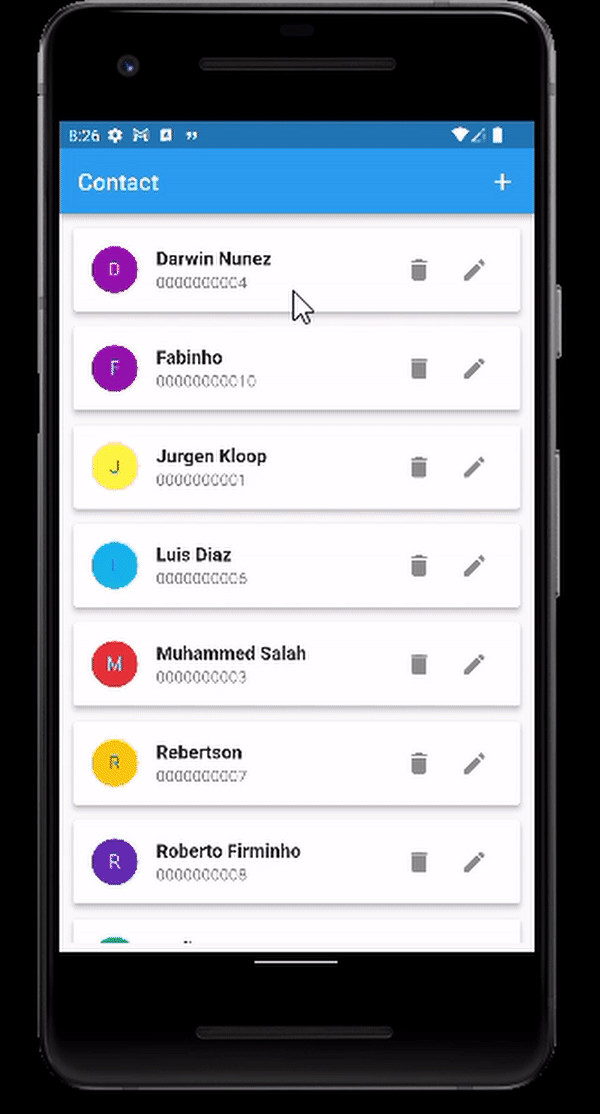 8:26
Contact
+
D
Darwin Nunez
0000000004
F
Fabinho
00000000010
J
Jurgen Kloop
0000000001
Luis Diaz
0000000006
M
Muhammed Salah
0000000003
R
Rebertson
0000000007
R
Roberto Firminho
0000000008